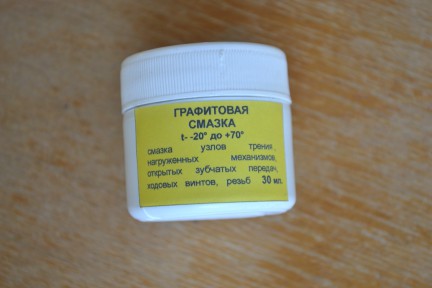 ГРАФИТОВАЯ
СМАЗКА
t- -20° до +70°
смазка узлов трения,
нагруженных механизмов,
открытых зубчатых передач,
ходовых винтов, резьб 30 мл.